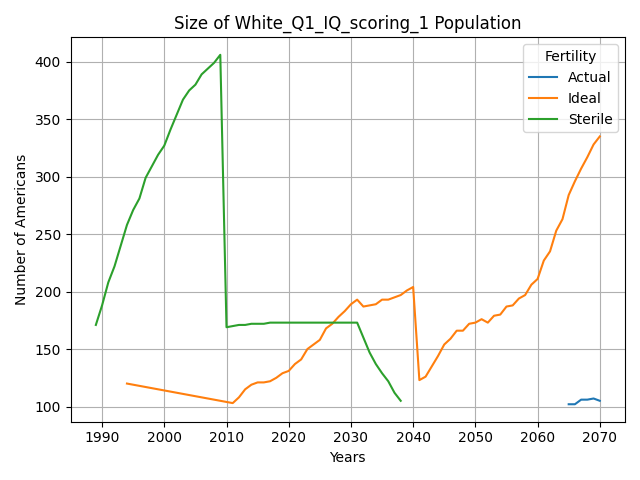 Size of White_Q1_IQ_scoring_1 Population
Number of Americans
400
350
300
250
200
150
100
Fertility
Actual
Ideal
Sterile
1990 2000 2010 2020 2030 2040 2050 2060 2070
Years